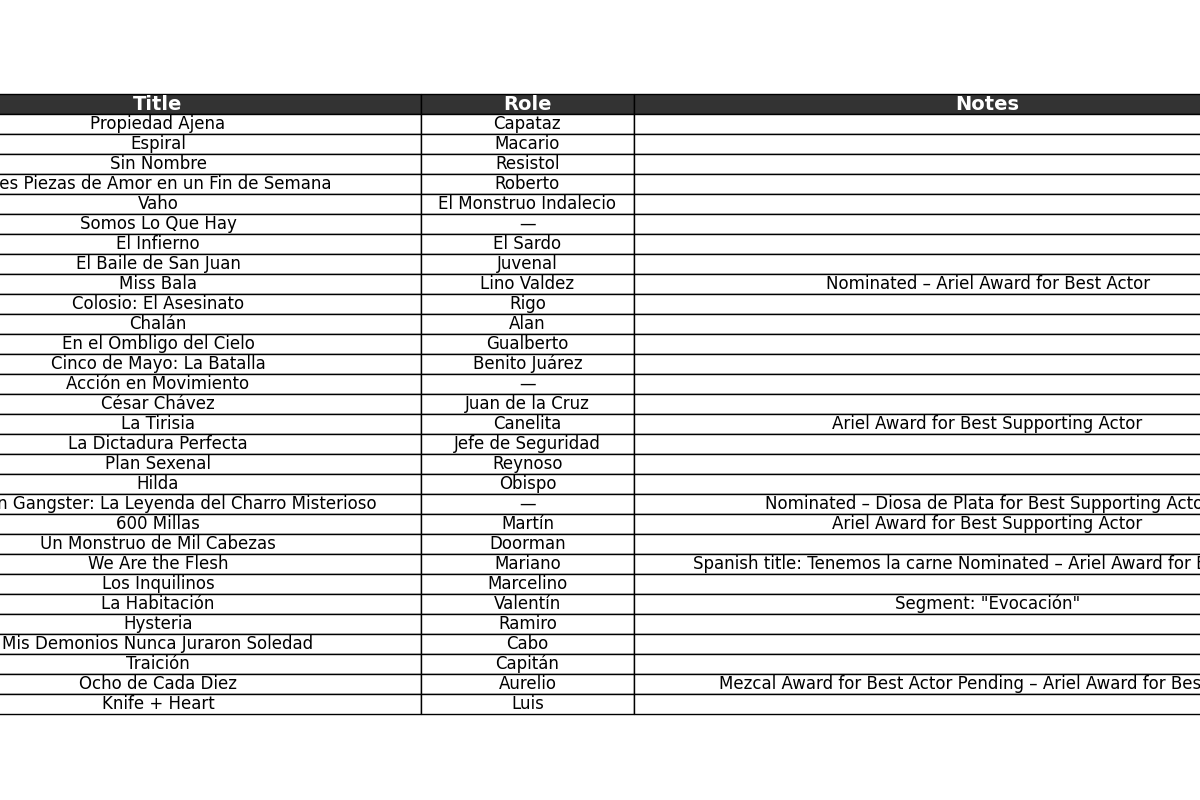 Title Role Notes
Propiedad Ajena Capataz
Espiral Macario
Sin Nombre Resistol
Piezas de Amor en un Fin de Semana Roberto
Vaho El Monstruo Indalecio
Somos Lo Que Hay —
El Infierno El Sardo
El Baile de San Juan Juvenal
Miss Bala Lino Valdez Nominated – Ariel Award for Best Actor
Colosio: El Asesinato Rigo
Chalán Alan
En el Ombligo del Cielo Gualberto
Cinco de Mayo: La Batalla Benito Juárez
Acción en Movimiento —
César Chávez Juan de la Cruz
La Tirisia Canelita Ariel Award for Best Supporting Actor
La Dictadura Perfecta Jefe de Seguridad
Plan Sexenal Reynoso
Hilda Obispo
Gangster: La Leyenda del Charro Misterioso — Nominated – Diosa de Plata for Best Supporting
600 Millas Martín Ariel Award for Best Supporting Actor
Un Monstruo de Mil Cabezas Doorman
We Are the Flesh Mariano Spanish title: Tenemos la carne Nominated – Ariel Award for
Los Inquilinos Marcelino
La Habitación Valentín Segment: "Evocación"
Hysteria Ramiro
Mis Demonios Nunca Juraron Soledad Cabo
Traición Capitán
Ocho de Cada Diez Aurelio Mezcal Award for Best Actor Pending – Ariel Award for
Knife + Heart Luis